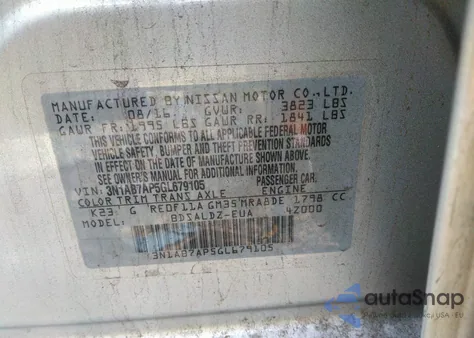 MANUFACTURED BY NISSAN MOTOR CO., LTD.
DATE: 08/16 GVWR: 3823 LBS
GAWR FR: 1995 LBS GAWR RR: 1841 LBS
THIS VEHICLE CONFORMS TO ALL APPLICABLE FEDERAL MOTOR
VEHICLE SAFETY, BUMPER AND THEFT PREVENTION STANDARDS
IN EFFECT ON THE DATE OF MANUFACTURE SHOWN ABOVE.
SEE OWNER'S MANUAL FOR ADDITIONAL INFORMATION.
VIN: 3N1AB7AP5GL679105 PASSENGER CAR.
COLOR TRIM TRANS AXLE ENGINE
K23 G RE0F11A GM35 MRA8DE 1798 CC
MODEL: BDSALDZ-EUA 4Z000
3N1AB7AP5GL679105
autoSnap